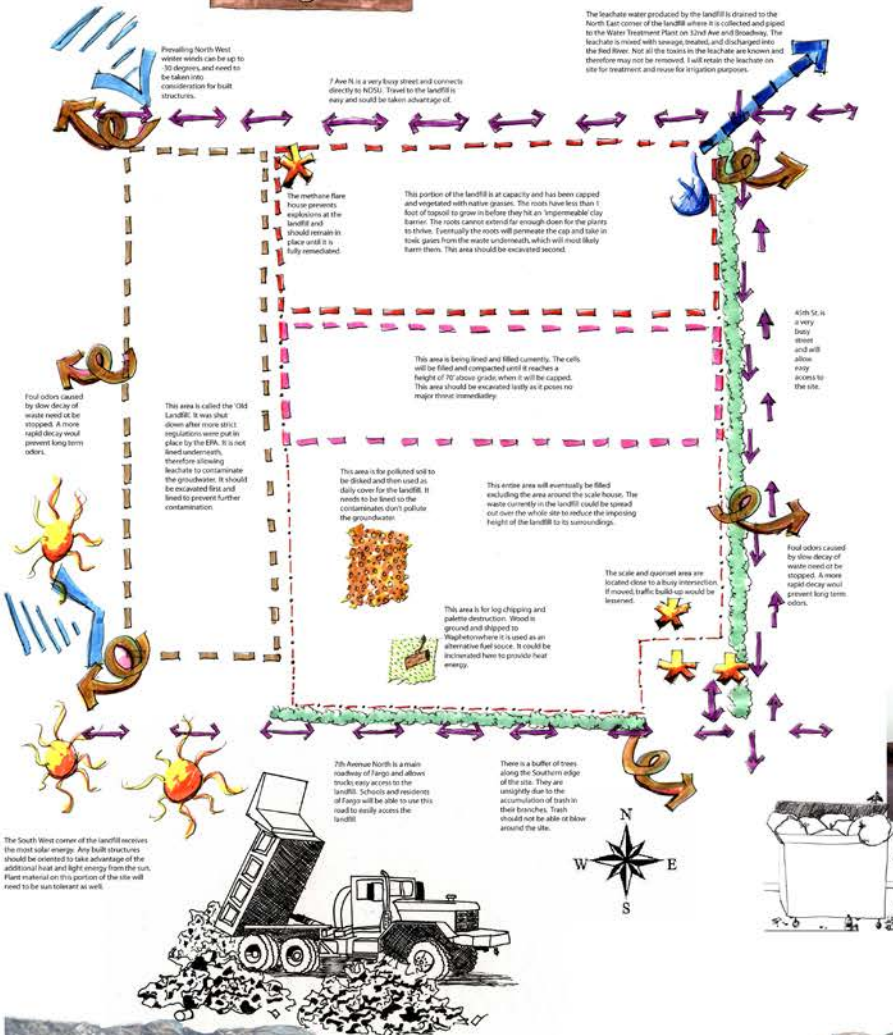 The leachate water produced by the landfill is drained to the
North East corner of the landfill where it is collected and piped
to the Water Treatment Plant on 32nd Ave and Broadway. The
leachate is mixed with sewage, treated, and discharged into
the Red River. Not all the toxins in the leachate are known and
therefore may not be removed. I will retain the leachate on
site for treatment and reuse for irrigation purposes.
Prevailing North West
winter winds can be up to
-30 degrees, and need to
be taken into
consideration for built
structures.
7 Ave N. is a very busy street and connects
directly to NDSU. Travel to the landfill is
easy and sould be taken advantage of.
The methane flare
house prevents
explosions at the
landfill and
should remain in
place until it is
fully remediated.
This portion of the landfill is at capacity and has been capped
and vegetated with native grasses. The roots have less than 1
foot of topsoil to grow in before they hit an 'impermeable' clay
barrier. The roots cannot extend far enough down for the plants
to thrive. Eventually the roots will permeate the cap and take in
toxic gases from the waste underneath, which will most likely
harm them. This area should be excavated second.
45th St. is
a very
busy
street
and will
allow
easy
access to
the site.
This area is being lined and filled currently. The cells
will be filled and compacted until it reaches a
height of 70' above grade, when it will be capped.
This area should be excavated lastly as it poses no
major threat immediatley.
Foul odors caused
by slow decay of
waste need ot be
stopped. A more
rapid decay woul
prevent long term
odors.
This area is called the 'Old
Landfill'. It was shut
down after more strict
regulations were put in
place by the EPA. It is not
lined underneath,
therefore allowing
leachate to contaminate
the groudwater. It should
be excavated first and
lined to prevent further
contamination.
This area is for polluted soil to
be disked and then used as
daily cover for the landfill. It
needs to be lined so the
contaminates don't pollute
the groundwater.
This entire area will eventually be filled
excluding the area around the scale house. The
waste currently in the landfill could be spread
out over the whole site to reduce the imposing
height of the landfill to its surroundings.
Foul odors caused
by slow decay of
waste need ot be
stopped. A more
rapid decay woul
prevent long term
odors.
The scale and quonset area are
located close to a busy intersection.
If moved, traffic build-up would be
lessened.
This area is for log chipping and
palette destruction. Wood is
ground and shipped to
Waphetonwhere it is used as an
alternative fuel souce. It could be
incinerated here to provide heat
energy.
7th Avenue North is a main
roadway of Fargo and allows
trucks easy access to the
landfill. Schools and residents
of Fargo will be able to use this
road to easily access the
landfill.
There is a buffer of trees
along the Southern edge
of the site. They are
unsightly due to the
accumulation of trash in
their branches. Trash
should not be able ot blow
around the site.
The South West corner of the landfill receives
the most solar energy. Any built structures
should be oriented to take advantage of the
additional heat and light energy from the sun.
Plant material on this portion of the site will
need to be sun tolerant as well.
N
W E
S